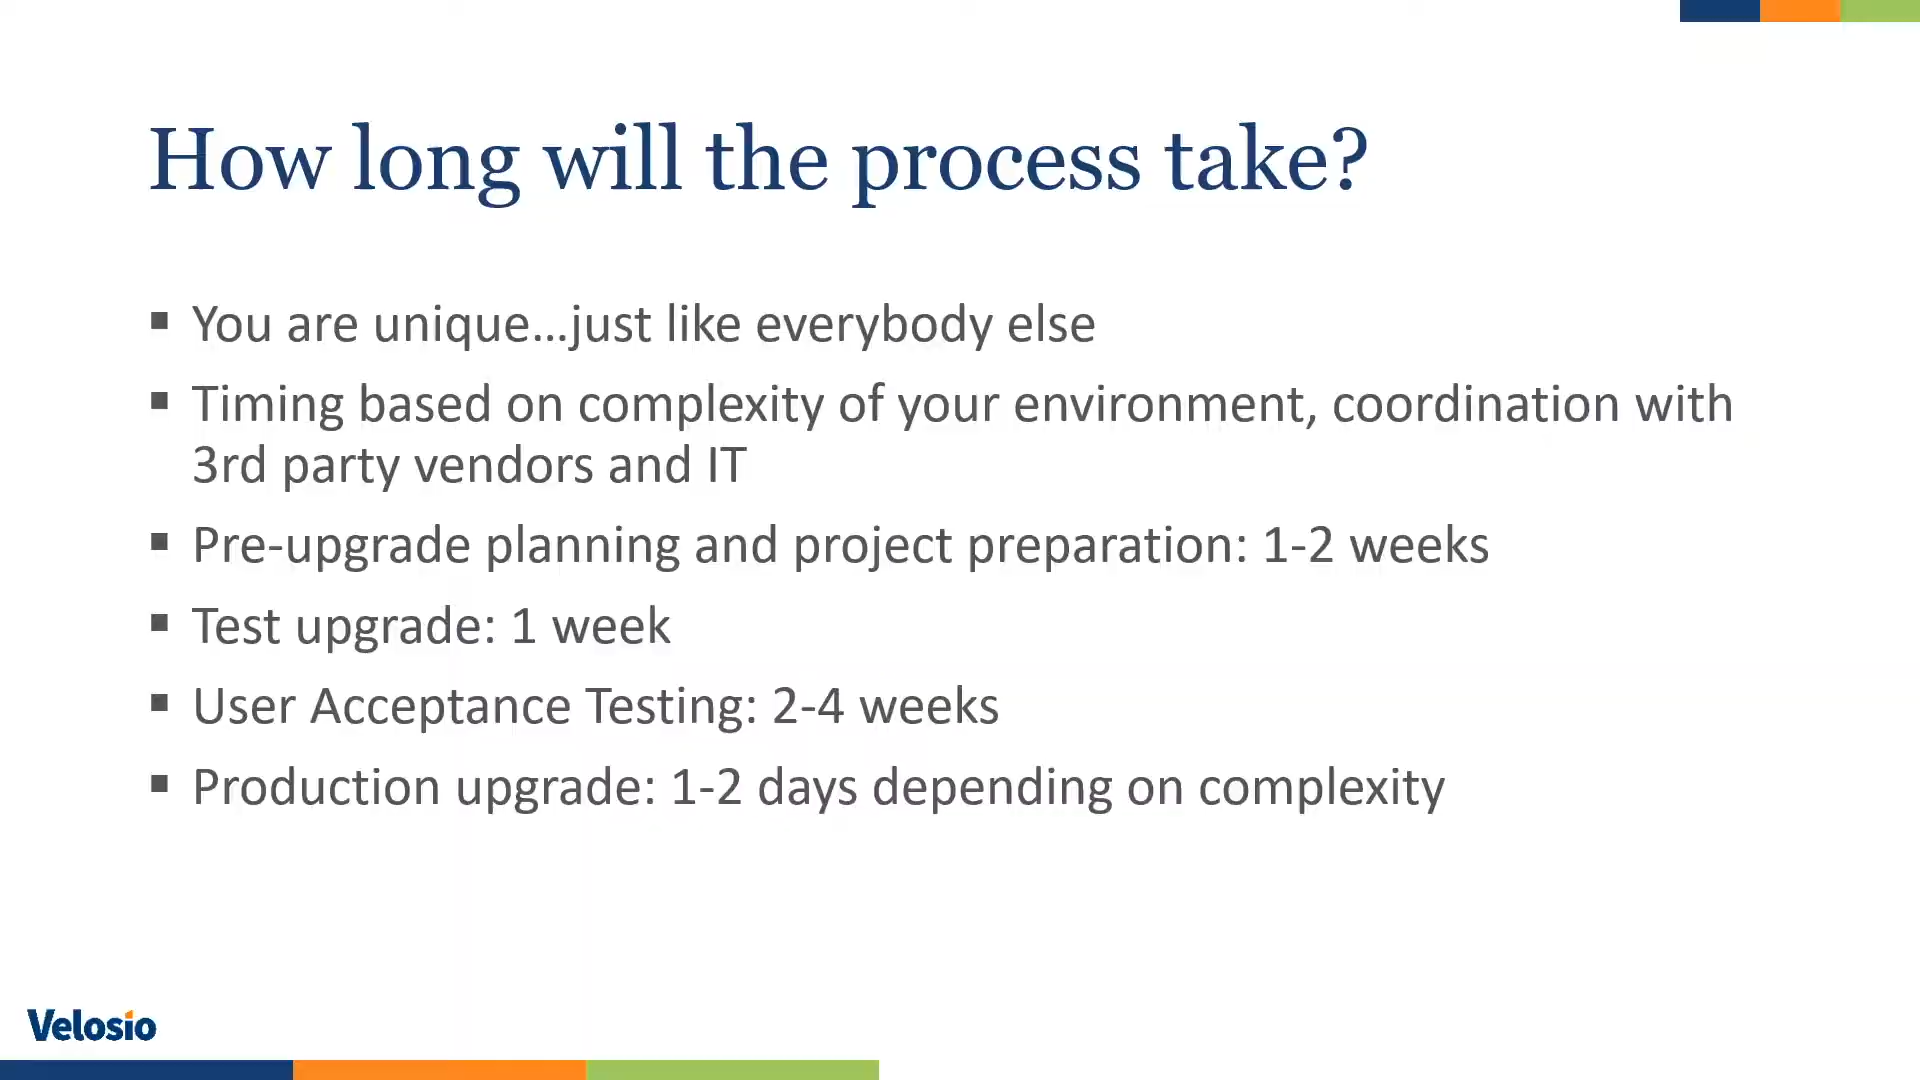 How long will the process take?
▪ You are unique...just like everybody else
▪ Timing based on complexity of your environment, coordination with
3rd party vendors and IT
▪ Pre-upgrade planning and project preparation: 1-2 weeks
▪ Test upgrade: 1 week
▪ User Acceptance Testing: 2-4 weeks
▪ Production upgrade: 1-2 days depending on complexity
Velosio